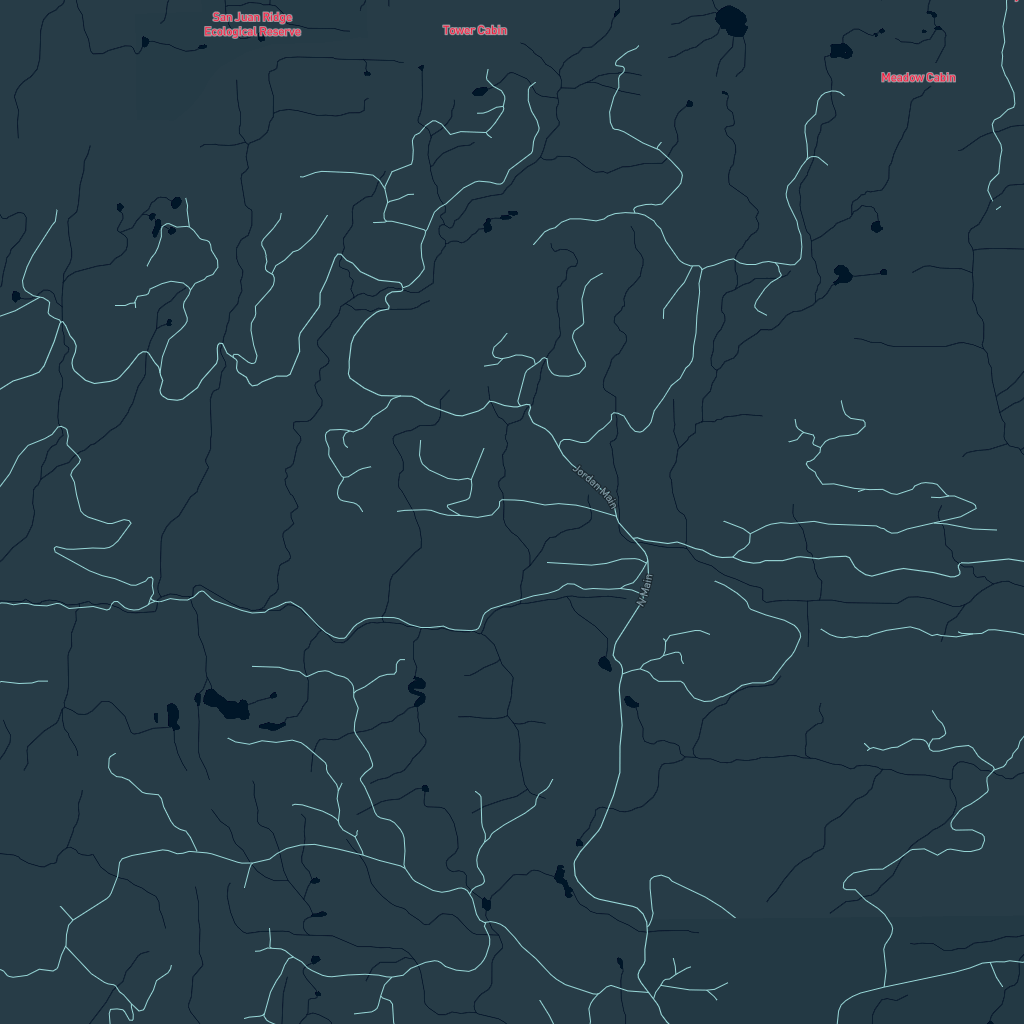 San Juan Ridge
Ecological Reserve
Tower Cabin
Meadow Cabin
Jordan-Main
N-Main